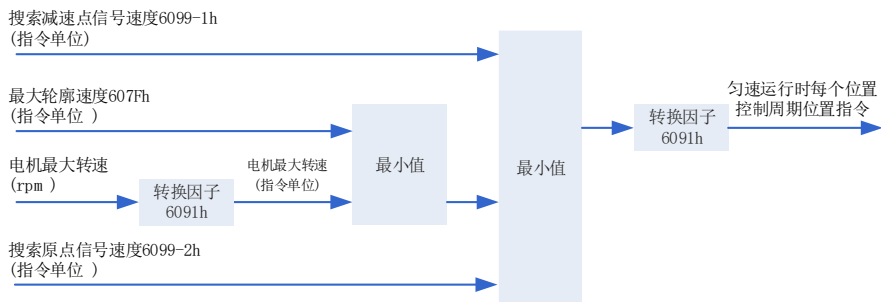 搜索减速点信号速度6099-1h
(指令单位)
最大轮廓速度607Fh
(指令单位 )
电机最大转速
(rpm )
转换因子
6091h
电机最大转速
(指令单位)
最小值
搜索原点信号速度6099-2h
(指令单位 )
最小值
转换因子
6091h
匀速运行时每个位置
控制周期位置指令